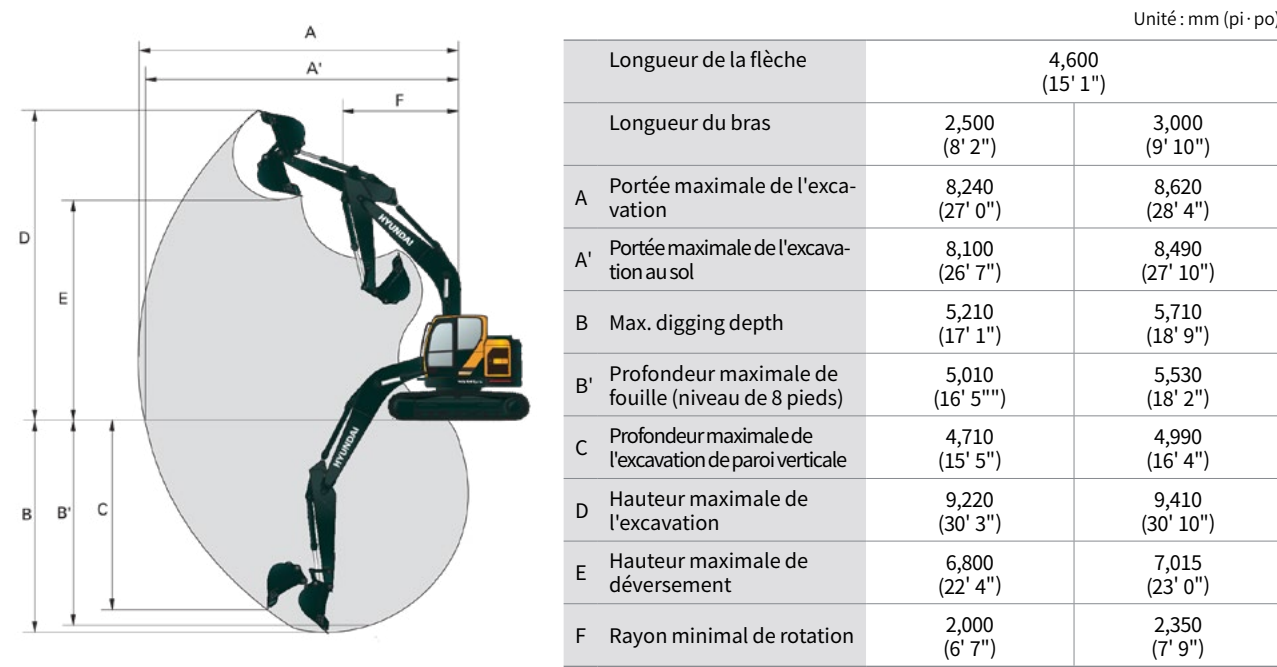 Unité : mm (pi·po)
A
A'
F
D
E
B
B'
C
HYUNDAI
HYUNDAI
Longueur de la flèche
4,600
(15' 1")
Longueur du bras
2,500
(8' 2")
3,000
(9' 10")
A
Portée maximale de l'exca-
vation
8,240
(27' 0")
8,620
(28' 4")
A'
Portée maximale de l'excava-
tion au sol
8,100
(26' 7")
8,490
(27' 10")
B
Max. digging depth
5,210
(17' 1")
5,710
(18' 9")
B'
Profondeur maximale de
fouille (niveau de 8 pieds)
5,010
(16' 5"")
5,530
(18' 2")
C
Profondeur maximale de
l'excavation de paroi verticale
4,710
(15' 5")
4,990
(16' 4")
D
Hauteur maximale de
l'excavation
9,220
(30' 3")
9,410
(30' 10")
E
Hauteur maximale de
déversement
6,800
(22' 4")
7,015
(23' 0")
F
Rayon minimal de rotation
2,000
(6' 7")
2,350
(7' 9")